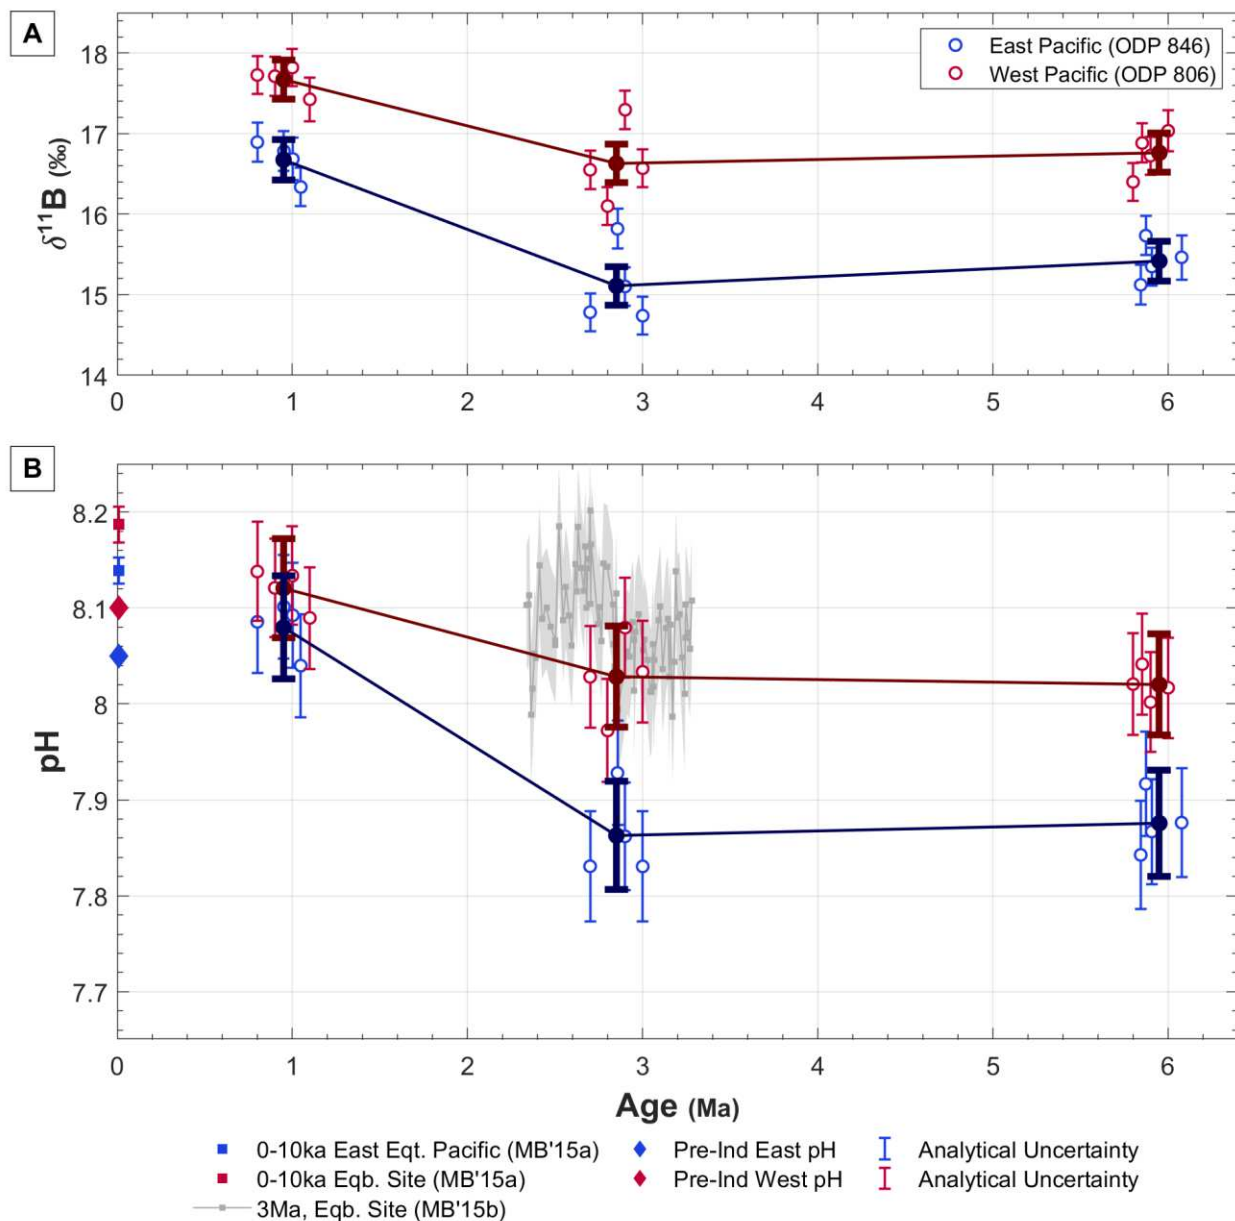 A
East Pacific (ODP 846)
West Pacific (ODP 806)
18
17
16
15
14
δ¹¹B (‰)
0 1 2 3 4 5 6
B
8.2
8.1
8
7.9
7.8
7.7
pH
0 1 2 3 4 5 6
Age (Ma)
0-10ka East Eqt. Pacific (MB'15a) Pre-Ind East pH Analytical Uncertainty
0-10ka Eqb. Site (MB'15a) Pre-Ind West pH Analytical Uncertainty
3Ma, Eqb. Site (MB'15b)